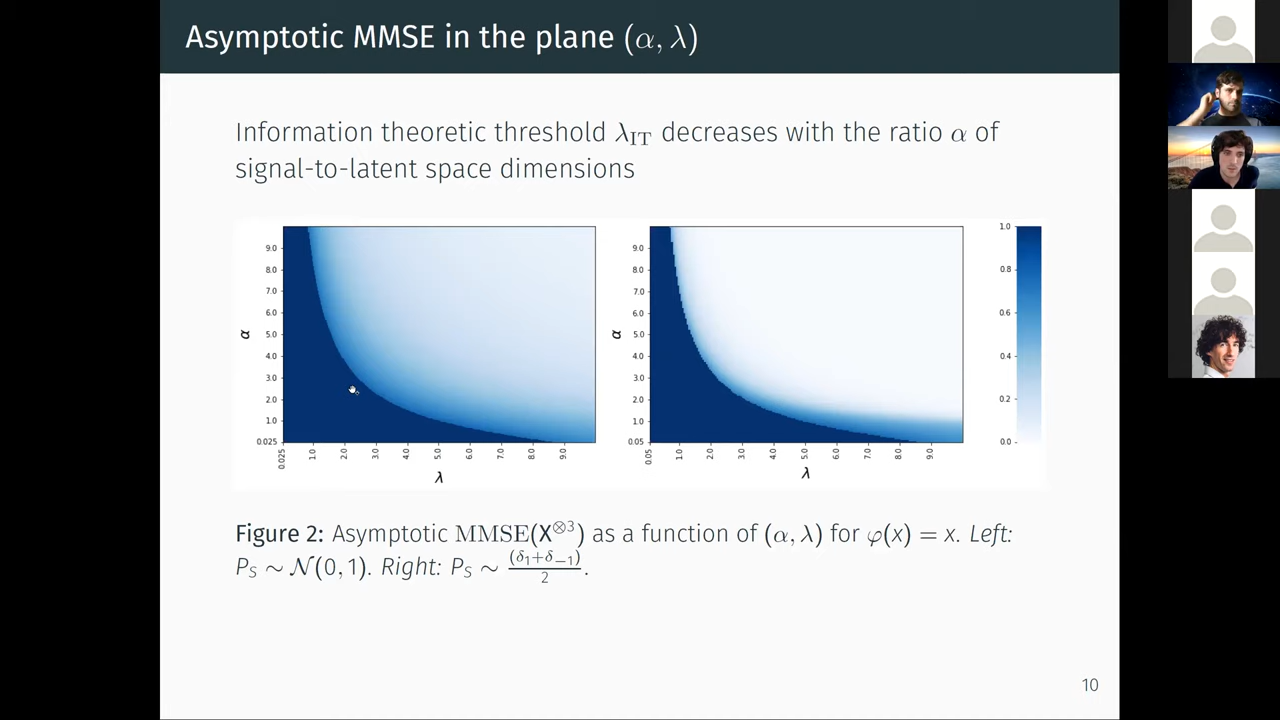 Asymptotic MMSE in the plane (α, λ)
Information theoretic threshold λ_IT decreases with the ratio α of
signal-to-latent space dimensions
α
9.0
8.0
7.0
6.0
5.0
4.0
3.0
2.0
1.0
0.025
0.025 1.0 2.0 3.0 4.0 5.0 6.0 7.0 8.0 9.0
λ
α
9.0
8.0
7.0
6.0
5.0
4.0
3.0
2.0
1.0
0.05
0.05 1.0 2.0 3.0 4.0 5.0 6.0 7.0 8.0 9.0
λ
1.0
0.8
0.6
0.4
0.2
0.0
Figure 2: Asymptotic MMSE(X^⊗3) as a function of (α, λ) for φ(x) = x. Left:
P_S ∼ N(0, 1). Right: P_S ∼ (δ_1+δ_−1)/2.
10